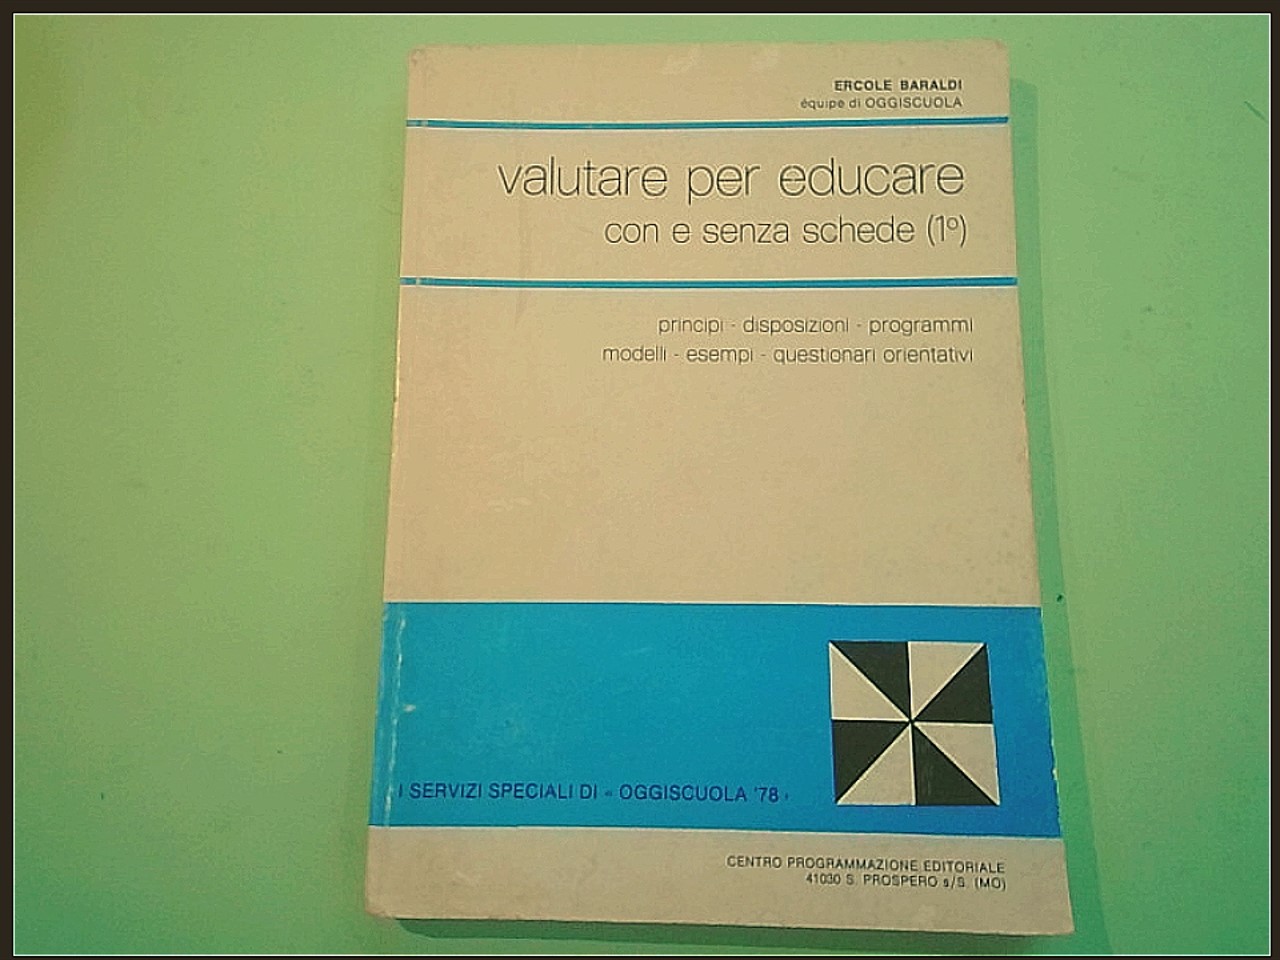 ERCOLE BARALDI
équipe di OGGISCUOLA
valutare per educare
con e senza schede (1º)
principi - disposizioni - programmi
modelli - esempi - questionari orientativi
I SERVIZI SPECIALI DI « OGGISCUOLA '78 ›
CENTRO PROGRAMMAZIONE EDITORIALE
41030 S. PROSPERO s/S. (MO)